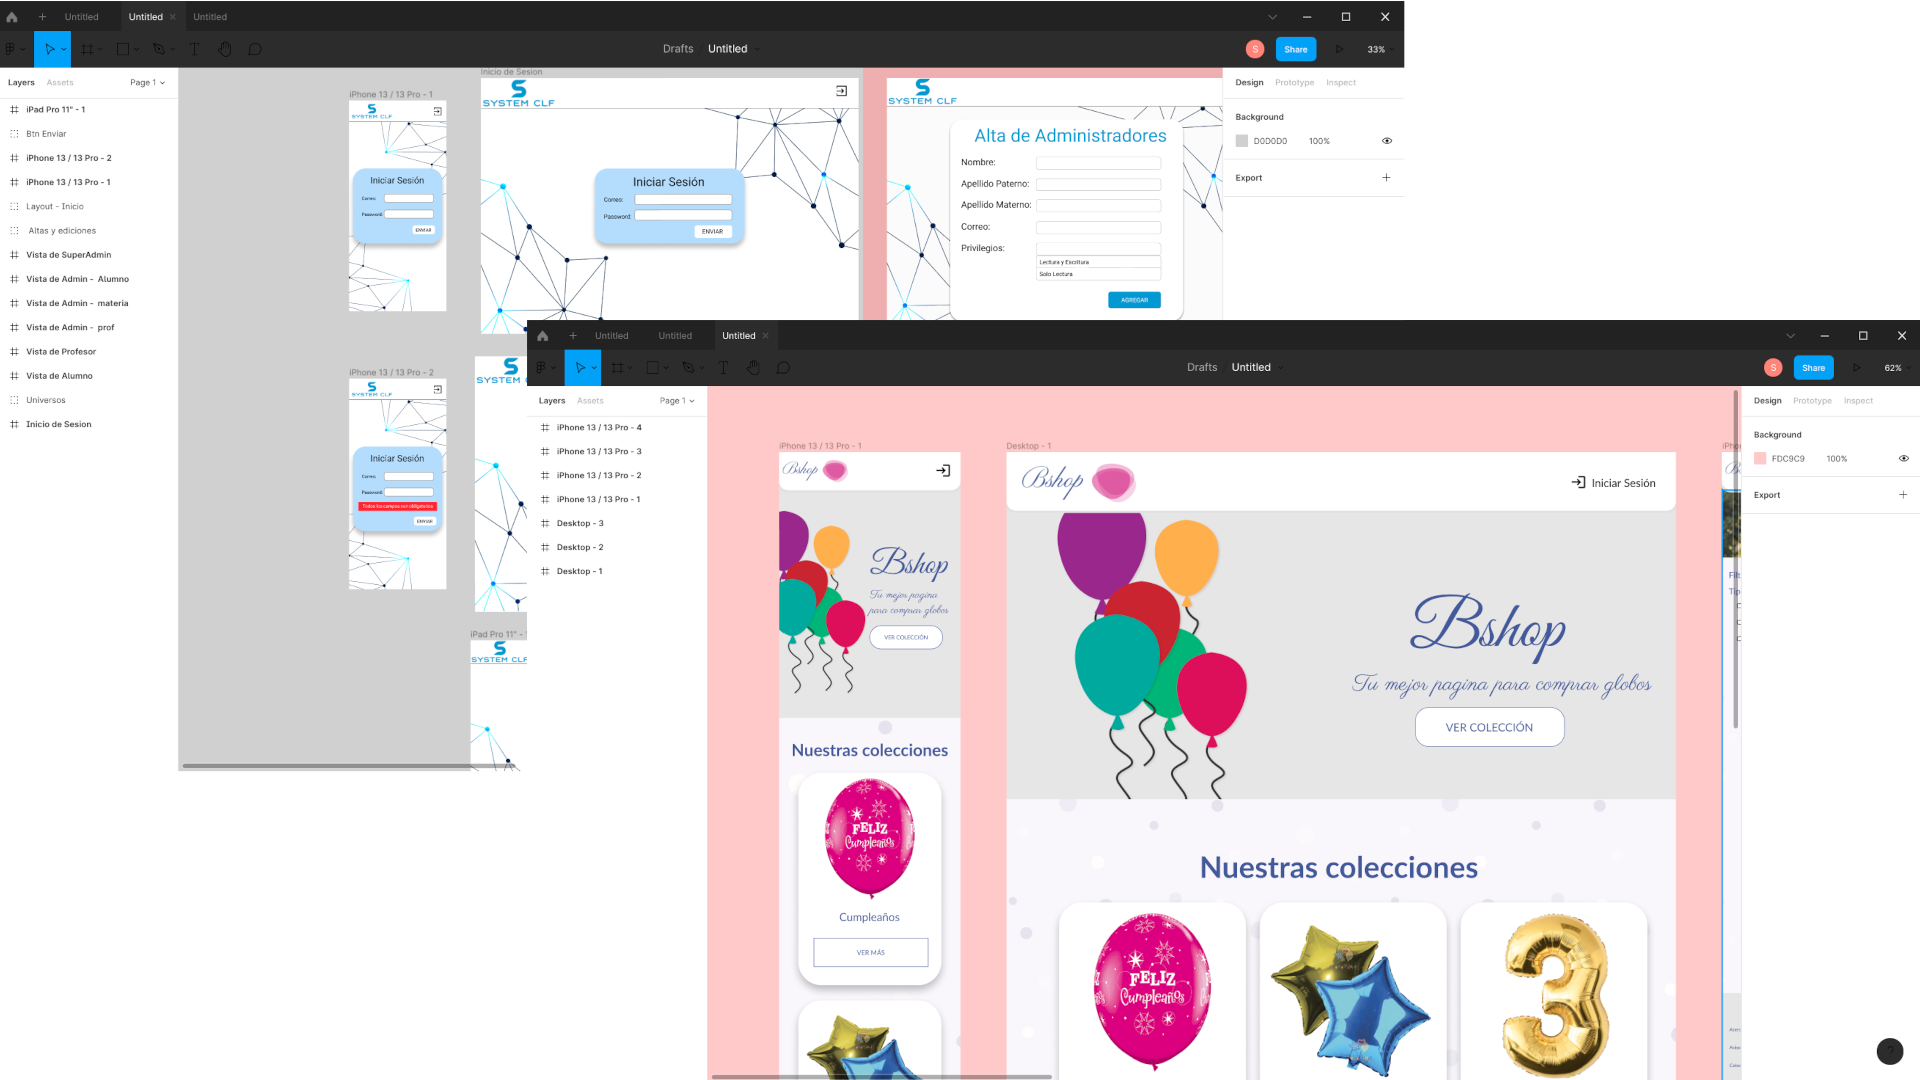 Untitled
Untitled
Untitled
Drafts
Untitled
S
Share
33%
Layers
Assets
Page 1
iPad Pro 11" - 1
Btn Enviar
iPhone 13 / 13 Pro - 2
iPhone 13 / 13 Pro - 1
Layout - Inicio
Altas y ediciones
Vista de SuperAdmin
Vista de Admin - Alumno
Vista de Admin - materia
Vista de Admin - prof
Vista de Profesor
Vista de Alumno
Universos
Inicio de Sesion
iPhone 13 / 13 Pro - 1
SYSTEM CLF
Iniciar Sesión
Correo:
Password:
ENVIAR
iPhone 13 / 13 Pro - 2
SYSTEM CLF
Iniciar Sesión
Correo:
Password:
Todos los campos son obligatorios
ENVIAR
Inicio de Sesion
SYSTEM CLF
Iniciar Sesión
Correo:
Password:
ENVIAR
SYSTEM
iPad Pro 11" - 1
SYSTEM CLF
SYSTEM CLF
Alta de Administradores
Nombre:
Apellido Paterno:
Apellido Materno:
Correo:
Privilegios:
Lectura y Escritura
Solo Lectura
AGREGAR
Design
Prototype
Inspect
Background
D0D0D0
100%
Export
Untitled
Untitled
Untitled
Drafts
Untitled
S
Share
62%
Layers
Assets
Page 1
iPhone 13 / 13 Pro - 4
iPhone 13 / 13 Pro - 3
iPhone 13 / 13 Pro - 2
iPhone 13 / 13 Pro - 1
Desktop - 3
Desktop - 2
Desktop - 1
iPhone 13 / 13 Pro - 1
Bshop
Bshop
Tu mejor pagina
para comprar globos
VER COLECCIÓN
Nuestras colecciones
FELIZ
Cumpleaños
Cumpleaños
VER MÁS
Desktop - 1
Bshop
Iniciar Sesión
Bshop
Tu mejor pagina para comprar globos
VER COLECCIÓN
Nuestras colecciones
FELIZ
Cumpleaños
Design
Prototype
Inspect
Background
FDC9C9
100%
Export